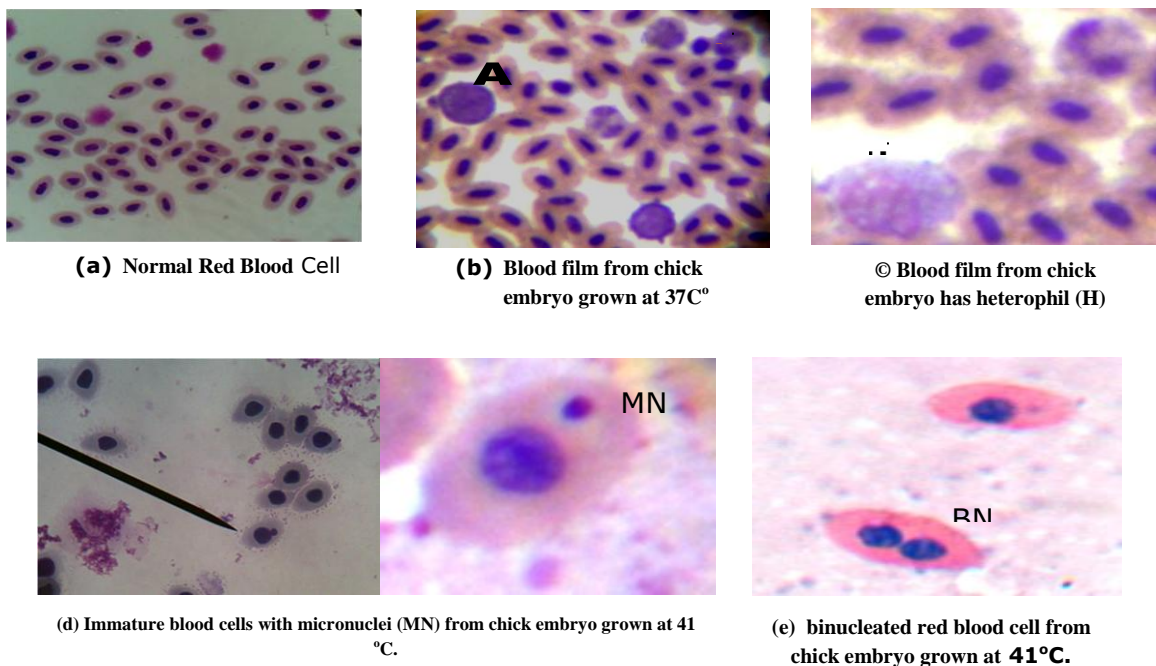 A
(a) Normal Red Blood Cell
(b) Blood film from chick
embryo grown at 37C°
© Blood film from chick
embryo has heterophil (H)
MN
BN
(d) Immature blood cells with micronuclei (MN) from chick embryo grown at 41
°C.
(e) binucleated red blood cell from
chick embryo grown at 41°C.